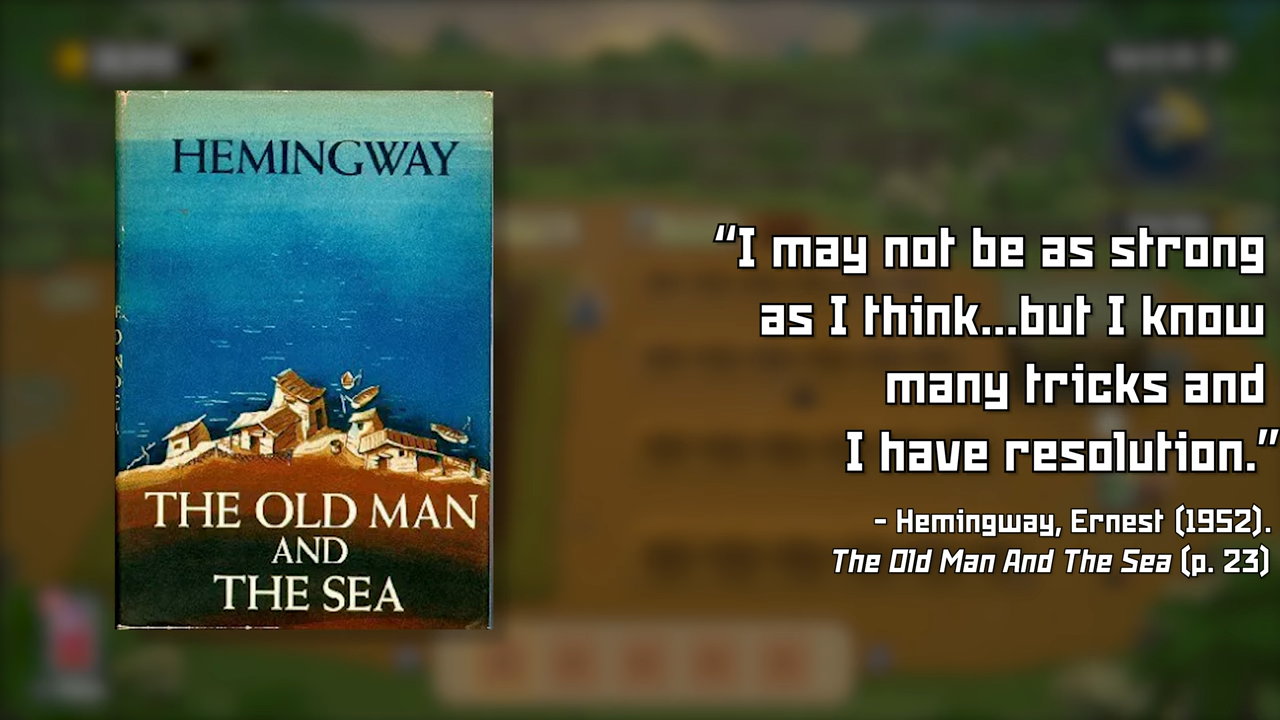 HEMINGWAY
THE OLD MAN
AND
THE SEA
“I may not be as strong
as I think...but I know
many tricks and
I have resolution.”
- Hemingway, Ernest (1952).
The Old Man And The Sea (p. 23)